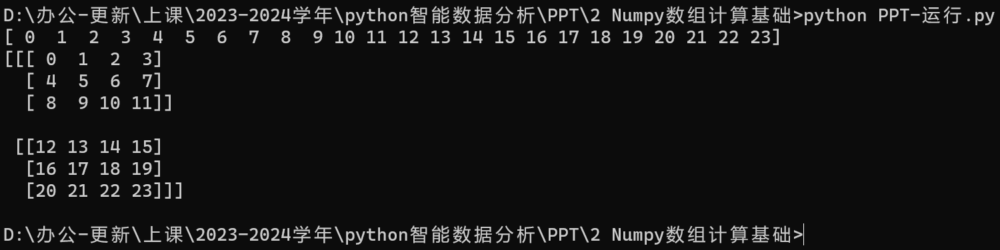 D:\办公-更新\上课\2023-2024学年\python智能数据分析\PPT\2 Numpy数组计算基础>python PPT-运行.py
[ 0  1  2  3  4  5  6  7  8  9 10 11 12 13 14 15 16 17 18 19 20 21 22 23]
[[[ 0  1  2  3]
  [ 4  5  6  7]
  [ 8  9 10 11]]
 [[12 13 14 15]
  [16 17 18 19]
  [20 21 22 23]]]
D:\办公-更新\上课\2023-2024学年\python智能数据分析\PPT\2 Numpy数组计算基础>